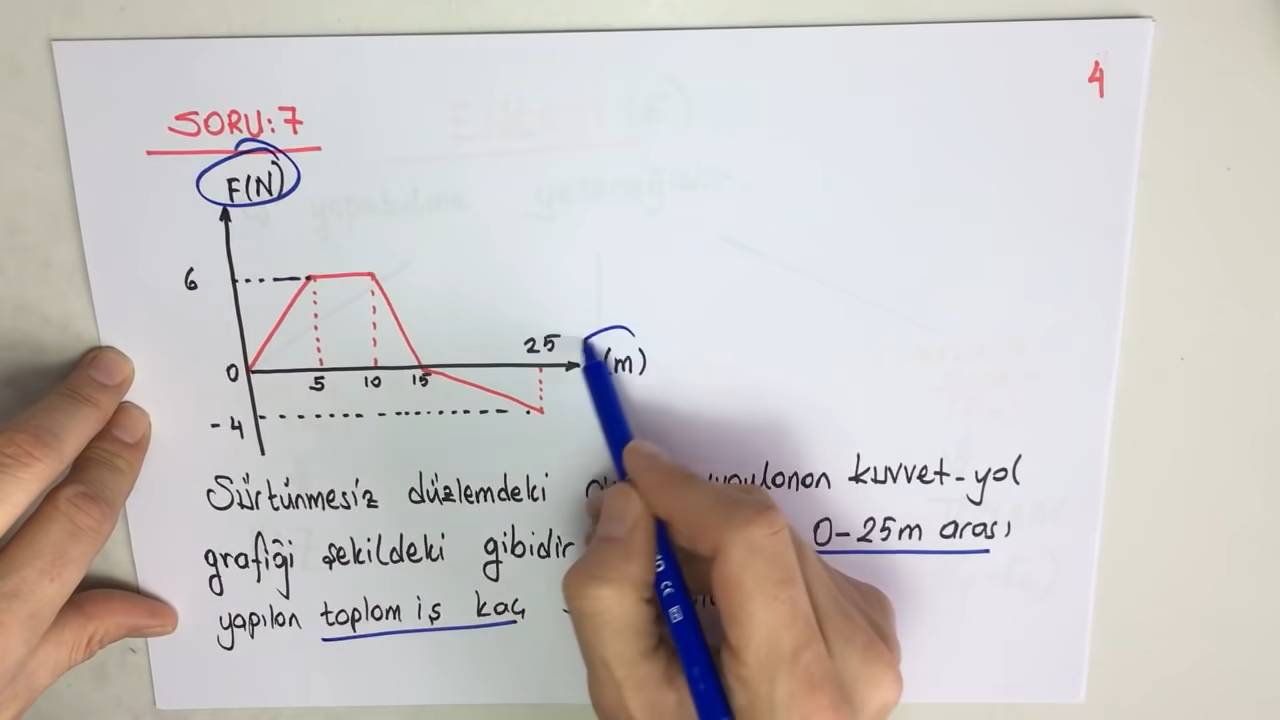 SORU:7
4
F(N)
6
25
0
5 10 15
(m)
-4
Sürtünmesiz düzlemdeki kuvvet-yol
grafiği şekildeki gibidir 0-25m arası
yapılan toplam iş kaç